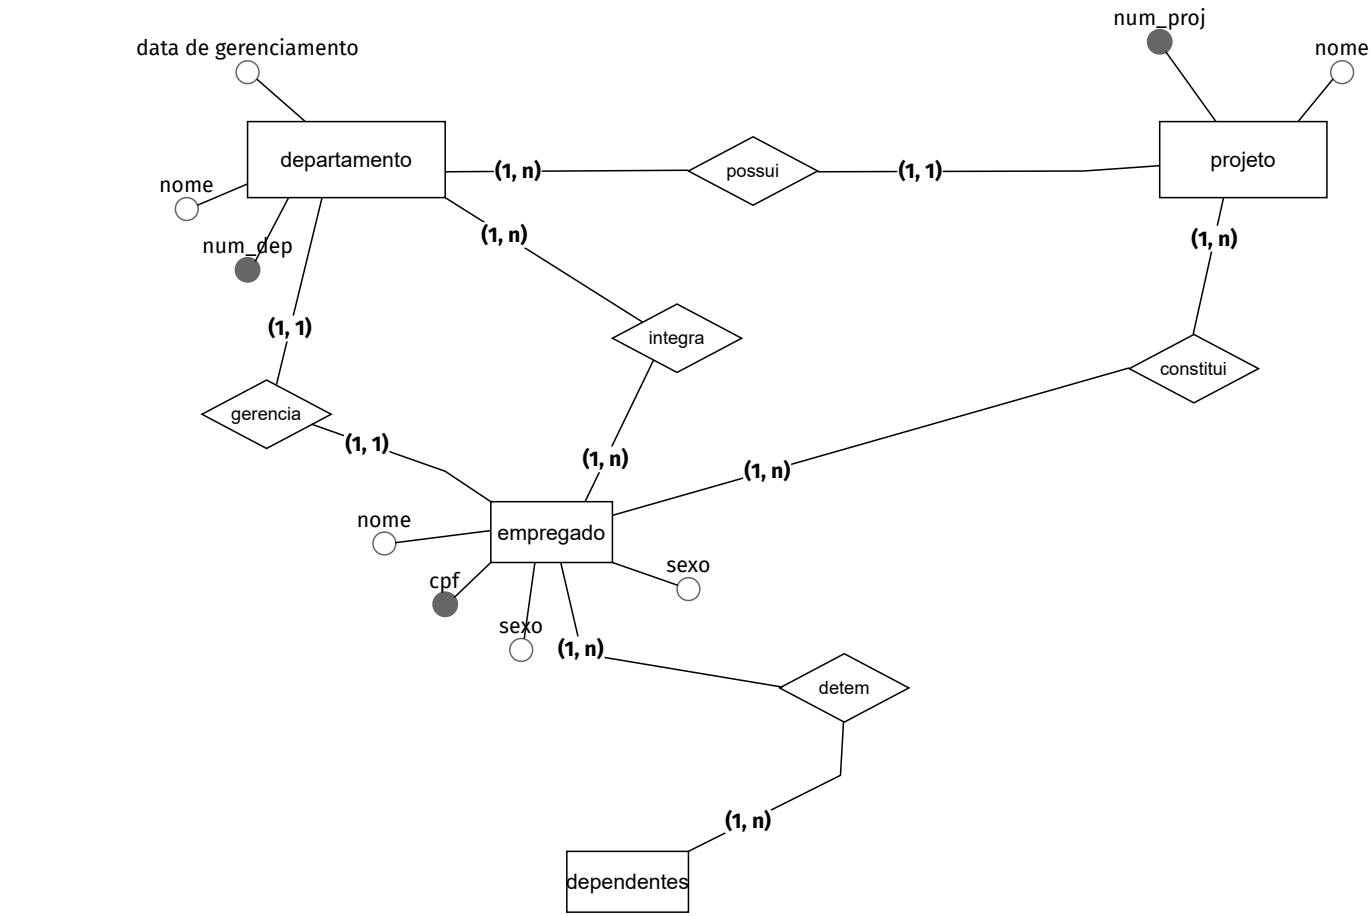 num_proj
data de gerenciamento
nome
departamento
(1, n)
possui
(1, 1)
projeto
nome
num_dep
(1, n)
(1, n)
(1, 1)
integra
constitui
gerencia
(1, 1)
(1, n)
(1, n)
nome
empregado
cpf
sexo
sexo
(1, n)
detem
(1, n)
dependentes